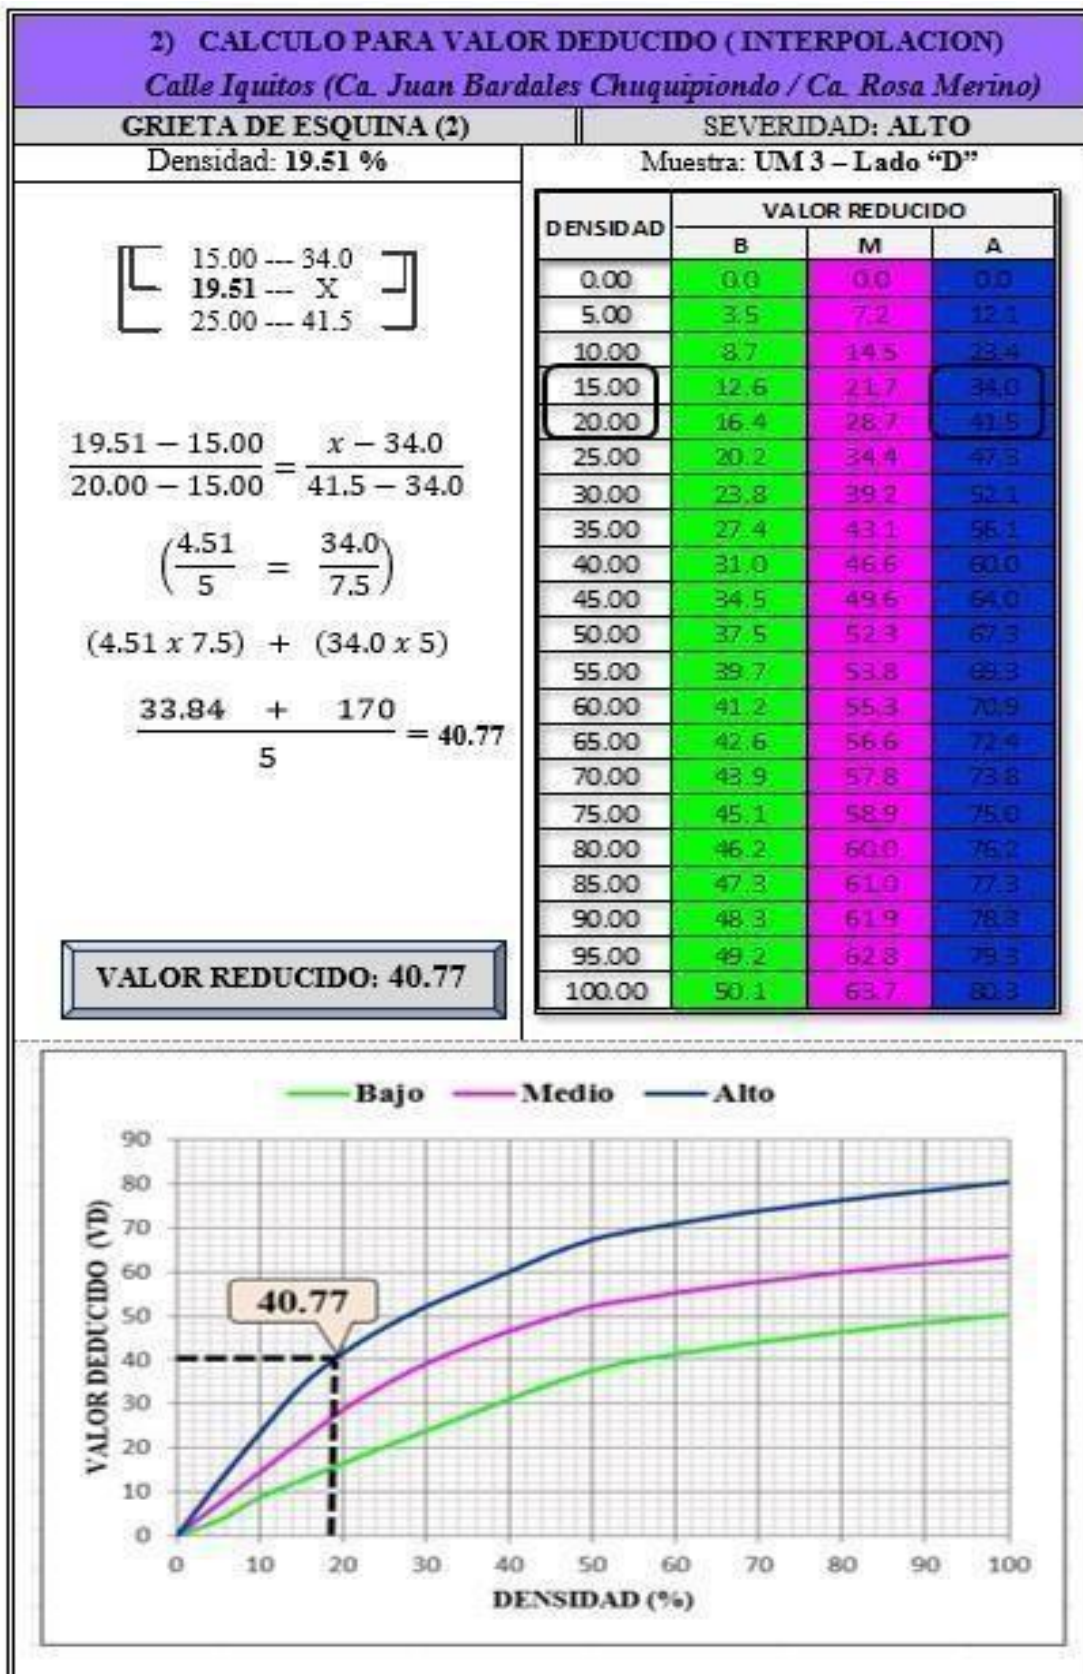 2) CALCULO PARA VALOR DEDUCIDO ( INTERPOLACION)
Calle Iquitos (Ca. Juan Bardales Chuquipiondo / Ca. Rosa Merino)
GRIETA DE ESQUINA (2) SEVERIDAD: ALTO
Densidad: 19.51 % Muestra: UM 3 – Lado “D”
15.00 --- 34.0
19.51 --- X
25.00 --- 41.5
19.51 − 15.00 / 20.00 − 15.00 = x − 34.0 / 41.5 − 34.0
(4.51 / 5 = 34.0 / 7.5)
(4.51 x 7.5) + (34.0 x 5)
33.84 + 170 / 5 = 40.77
VALOR REDUCIDO: 40.77
DENSIDAD VALOR REDUCIDO
B M A
0.00 0.0 0.0 0.0
5.00 3.5 7.2 12.1
10.00 8.7 14.5 23.4
15.00 12.6 21.7 34.0
20.00 16.4 28.7 41.5
25.00 20.2 34.4 47.3
30.00 23.8 39.2 52.1
35.00 27.4 43.1 56.1
40.00 31.0 46.6 60.0
45.00 34.5 49.6 64.0
50.00 37.5 52.3 67.3
55.00 39.7 53.8 69.3
60.00 41.2 55.3 70.9
65.00 42.6 56.6 72.4
70.00 43.9 57.8 73.8
75.00 45.1 58.9 75.0
80.00 46.2 60.0 76.2
85.00 47.3 61.0 77.3
90.00 48.3 61.9 78.3
95.00 49.2 62.8 79.3
100.00 50.1 63.7 80.3
Bajo Medio Alto
VALOR DEDUCIDO (VD)
90
80
70
60
50
40
30
20
10
0
40.77
0 10 20 30 40 50 60 70 80 90 100
DENSIDAD (%)